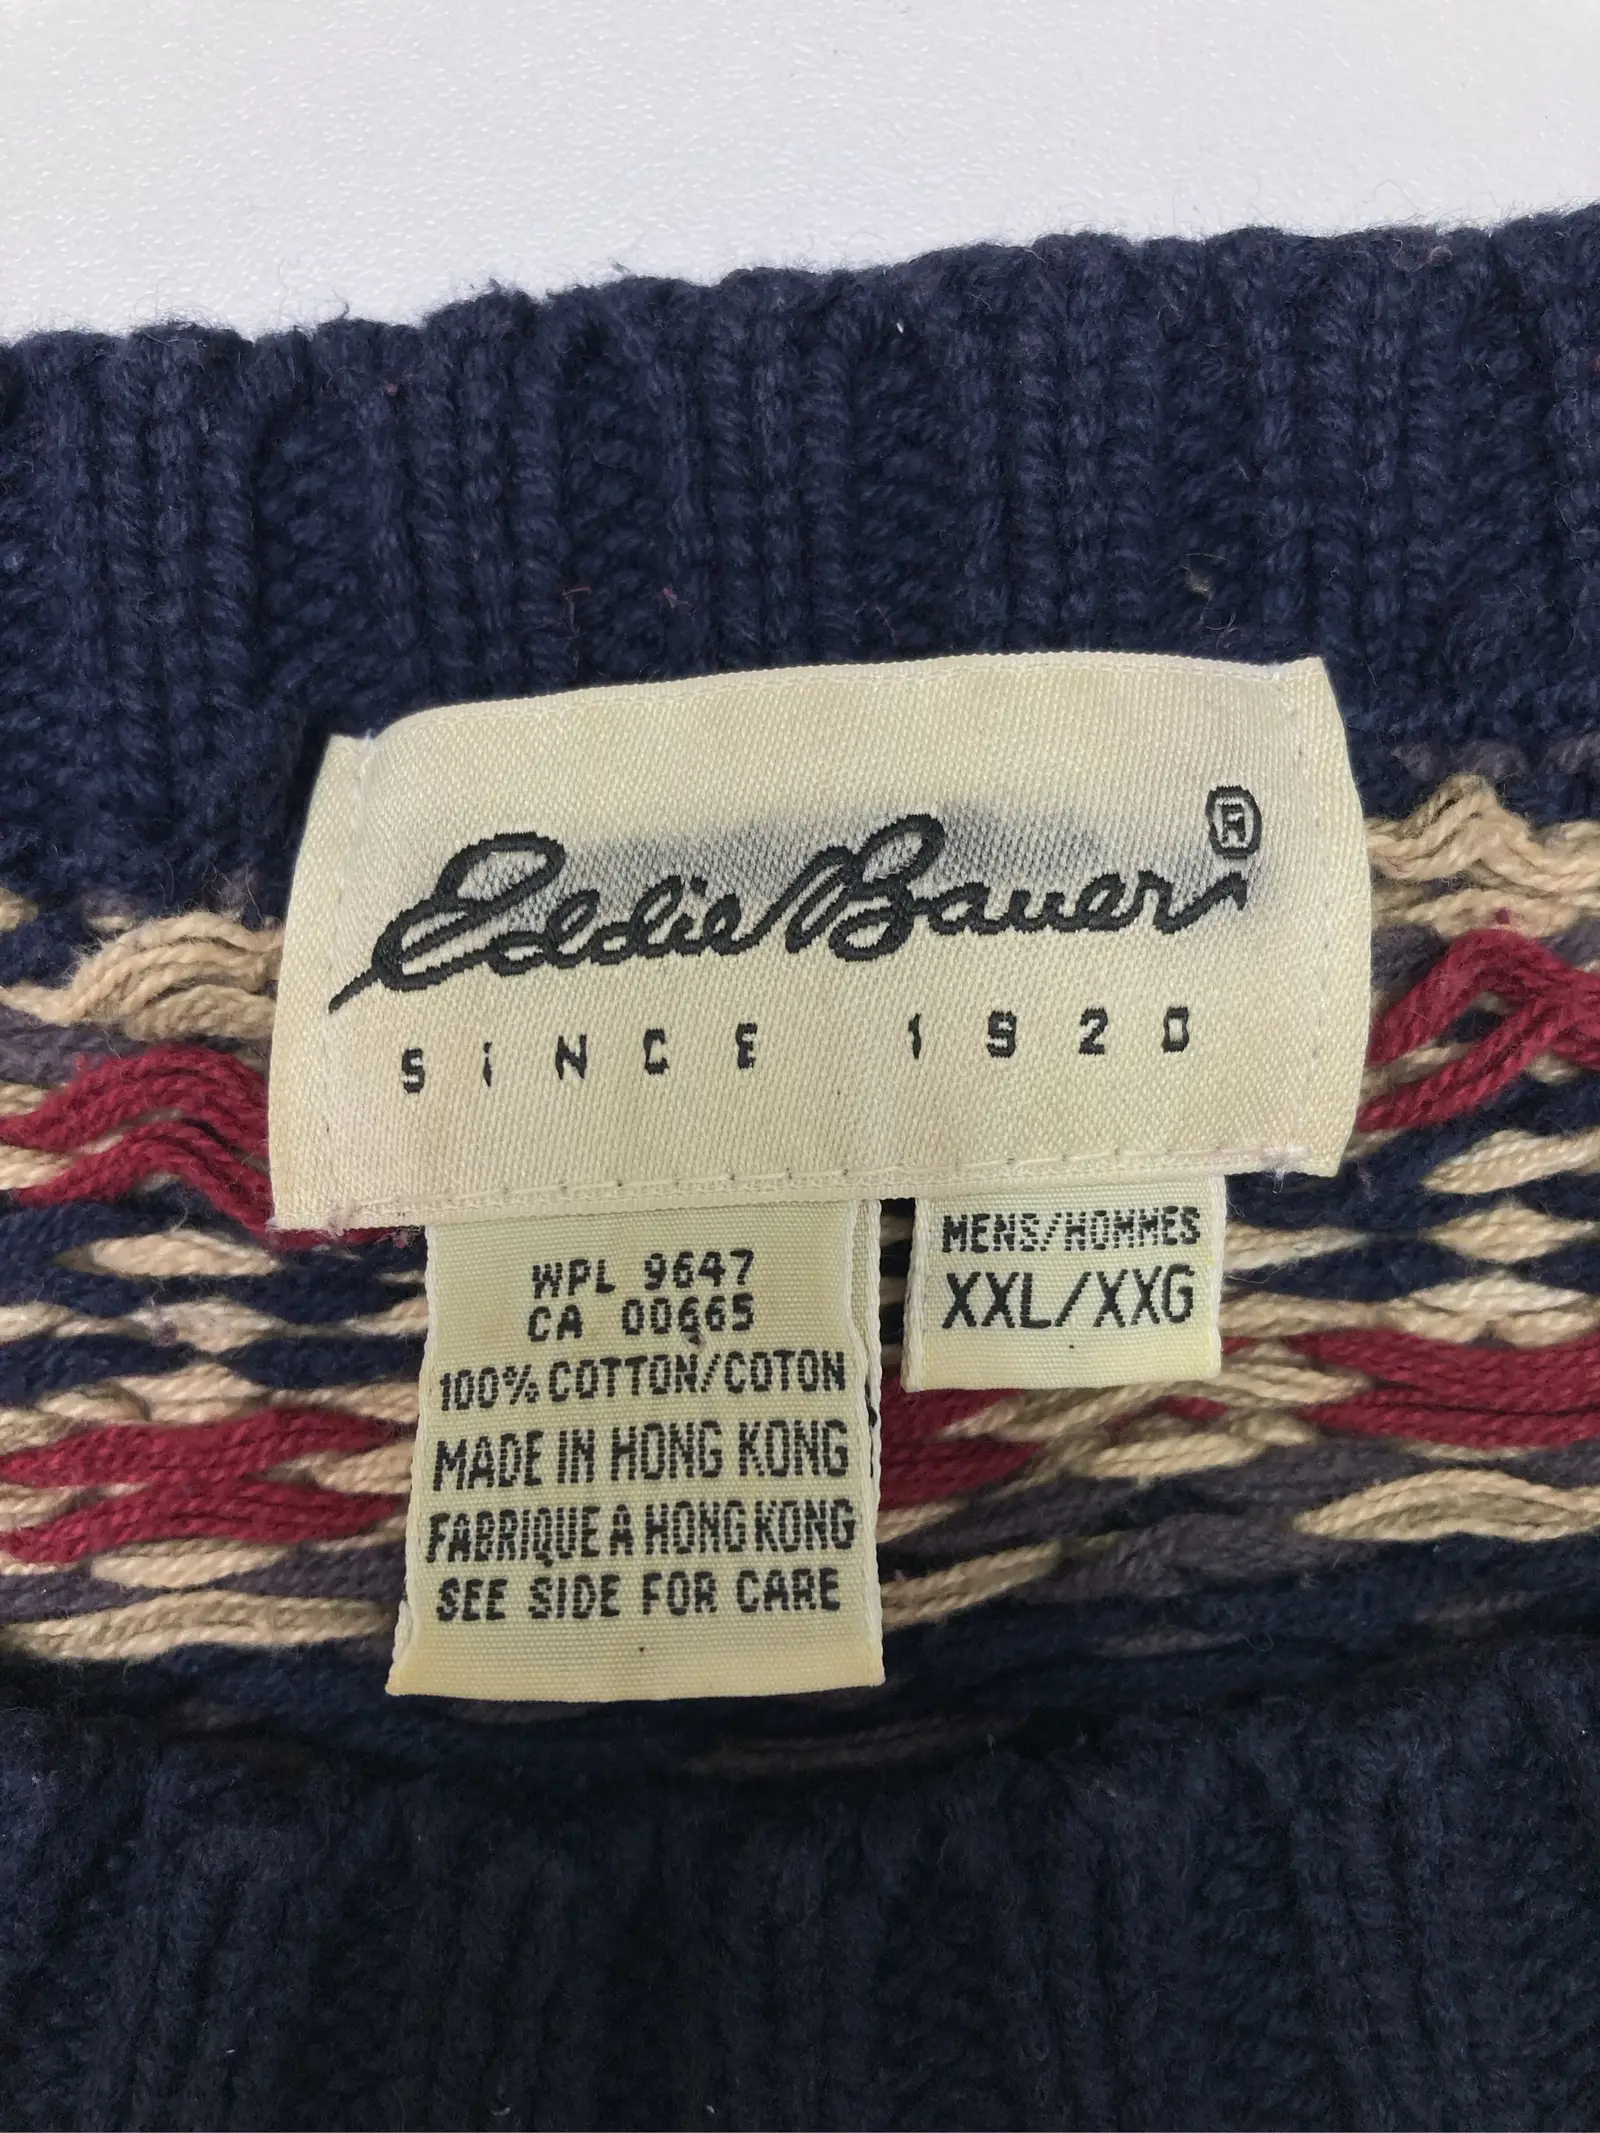 Eddie Bauer®
SINCE 1920
WPL 9647
CA 00665
100% COTTON/COTON
MADE IN HONG KONG
FABRIQUE A HONG KONG
SEE SIDE FOR CARE
MENS/HOMMES
XXL/XXG